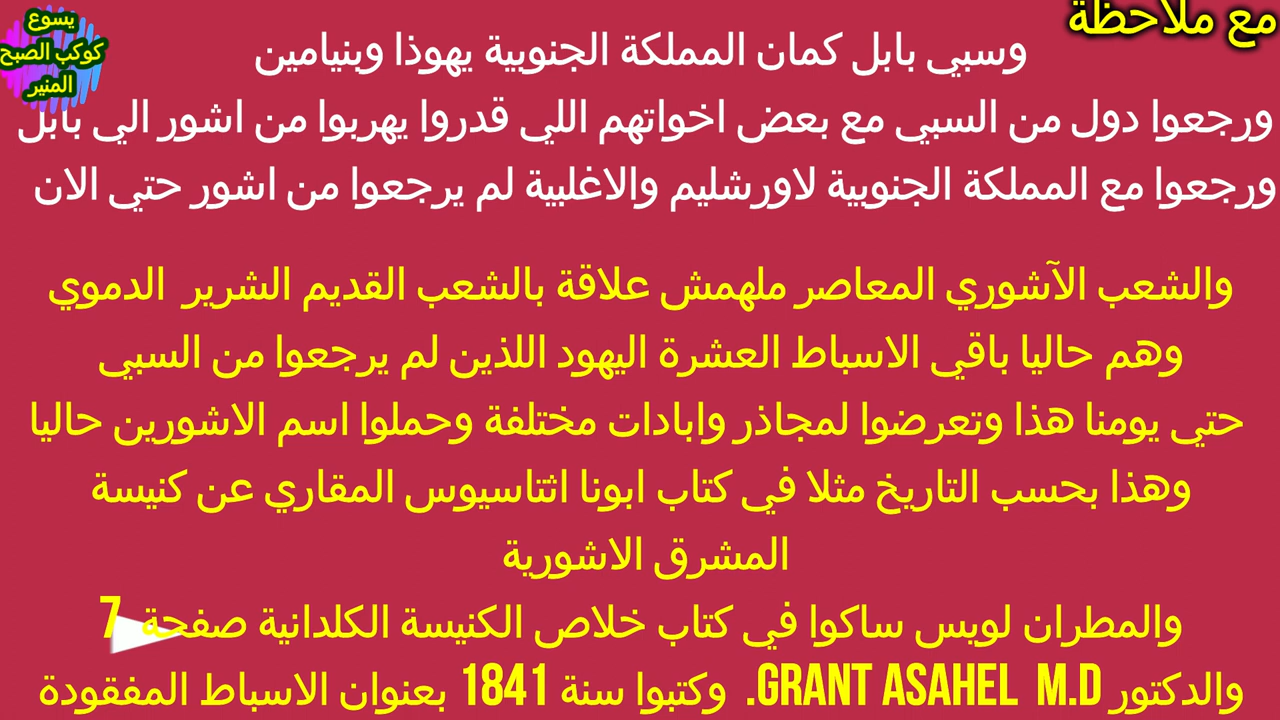 مع ملاحظة
يسوع
كوكب الصبح
المنير
وسبي بابل كمان المملكة الجنوبية يهوذا وبنيامين
ورجعوا دول من السبي مع بعض اخواتهم اللي قدروا يهربوا من اشور الي بابل
ورجعوا مع المملكة الجنوبية لاورشليم والاغلبية لم يرجعوا من اشور حتي الان
والشعب الآشوري المعاصر ملهمش علاقة بالشعب القديم الشرير الدموي
وهم حاليا باقي الاسباط العشرة اليهود اللذين لم يرجعوا من السبي
حتي يومنا هذا وتعرضوا لمجاذر وابادات مختلفة وحملوا اسم الاشورين حاليا
وهذا بحسب التاريخ مثلا في كتاب ابونا اثتاسيوس المقاري عن كنيسة
المشرق الاشورية
والمطران لويس ساكوا في كتاب خلاص الكنيسة الكلدانية صفحة 7
والدكتور GRANT ASAHEL M.D. وكتبوا سنة 1841 بعنوان الاسباط المفقودة